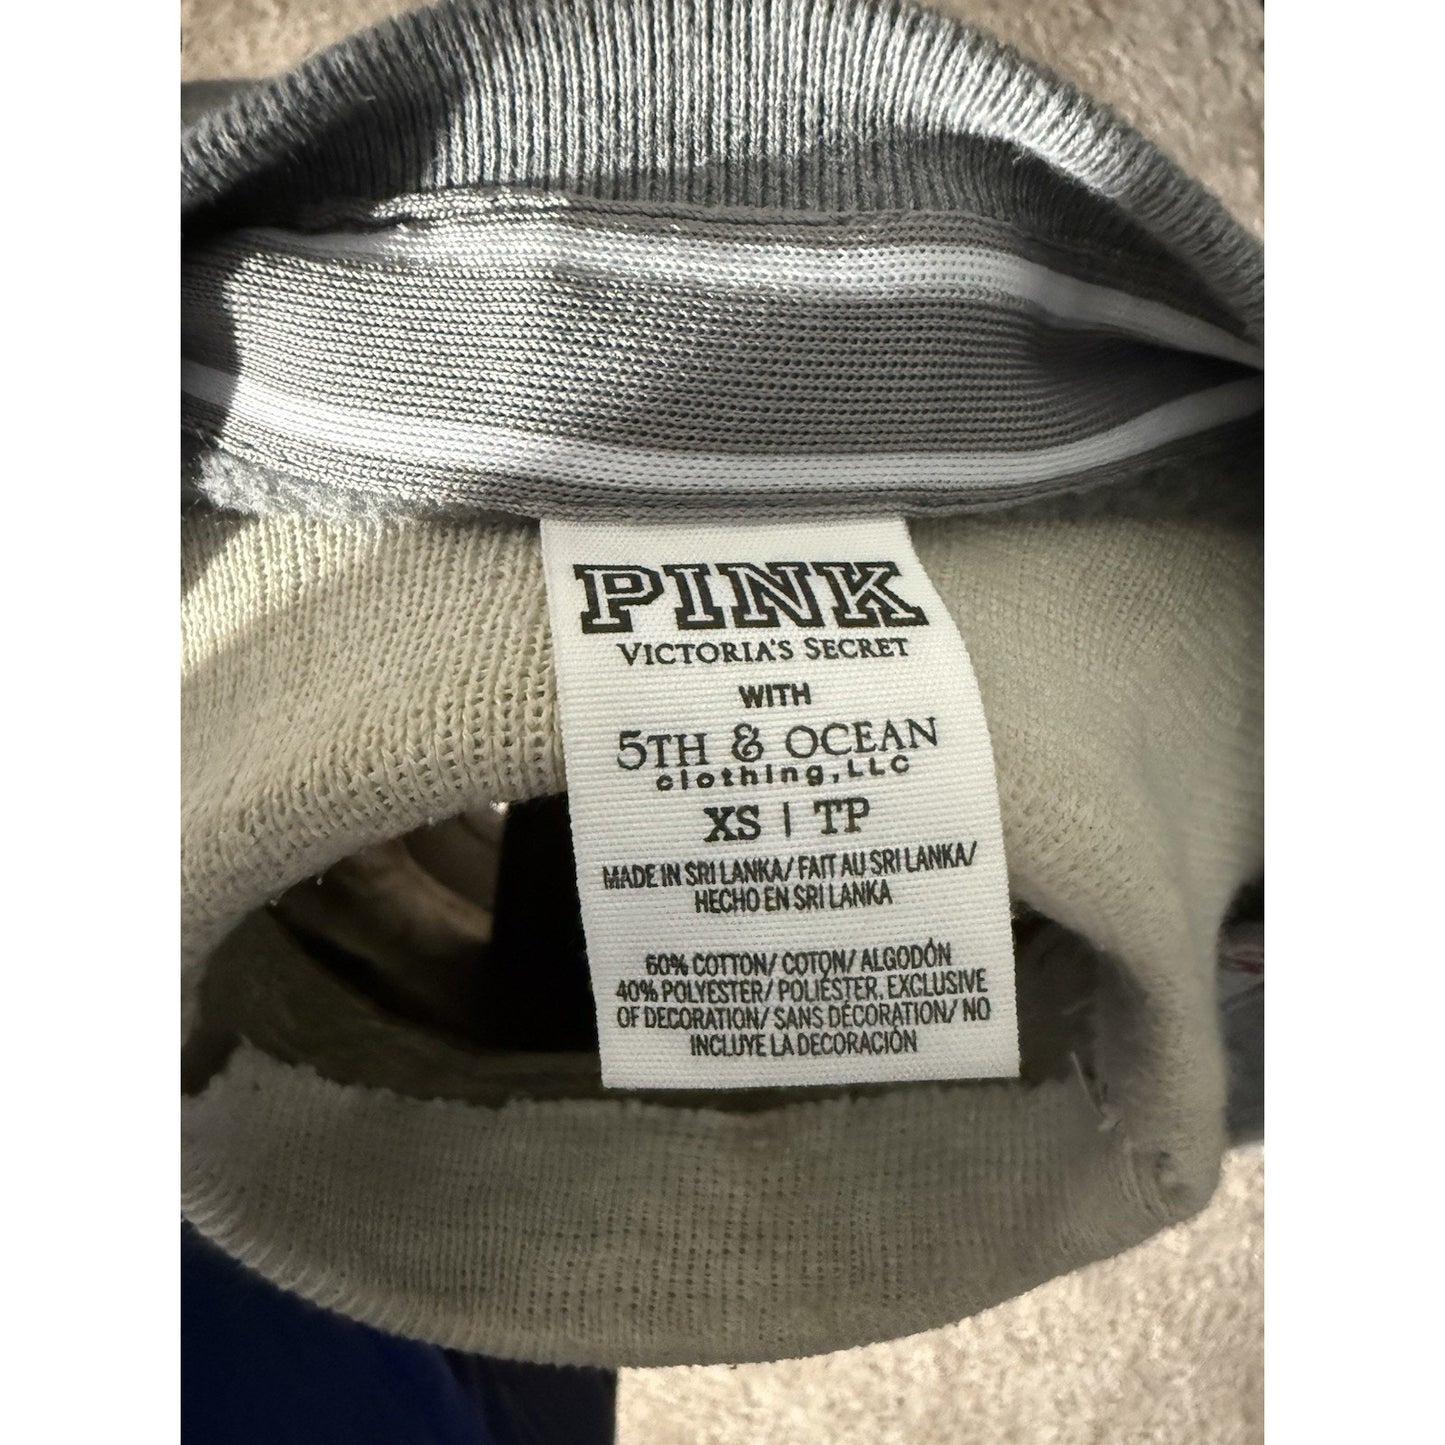 PINK
VICTORIA'S SECRET
WITH
5TH & OCEAN
clothing, LLC
XS | TP
MADE IN SRI LANKA/ FAIT AU SRI LANKA/
HECHO EN SRI LANKA
60% COTTON/ COTON/ ALGODÓN
40% POLYESTER/ POLIÉSTER, EXCLUSIVE
OF DECORATION/ SANS DÉCORATION/ NO
INCLUYE LA DECORACIÓN